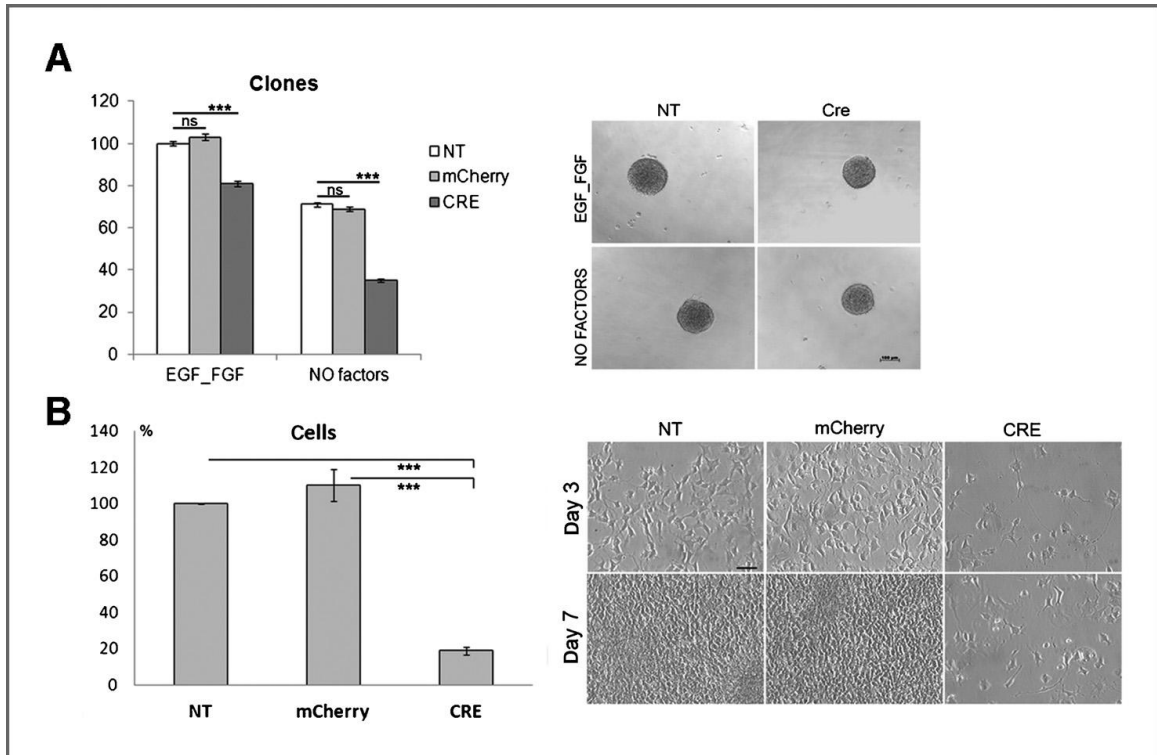 A
Clones
120
100
80
60
40
20
0
***
ns
***
ns
NT
mCherry
CRE
EGF_FGF
NO factors
NT
Cre
EGF_FGF
NO FACTORS
100 µm
B
%
Cells
140
120
100
80
60
40
20
0
***
***
NT
mCherry
CRE
NT
mCherry
CRE
Day 3
Day 7